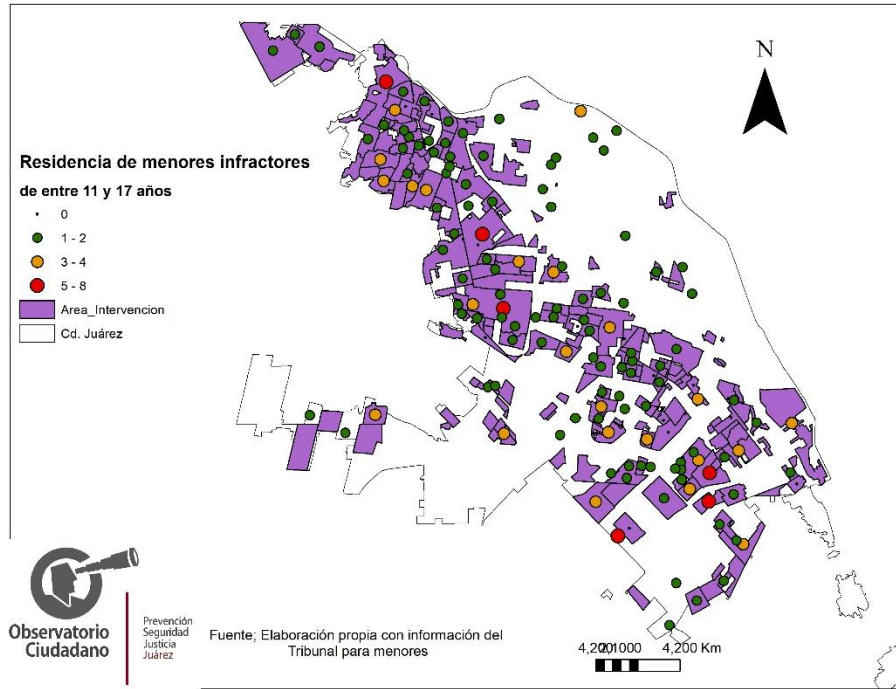 N
Residencia de menores infractores
de entre 11 y 17 años
0
1 - 2
3 - 4
5 - 8
Area_Intervencion
Cd. Juárez
Observatorio
Ciudadano
Prevención
Seguridad
Justicia
Juárez
Fuente; Elaboración propia con información del
Tribunal para menores
4,200 Km